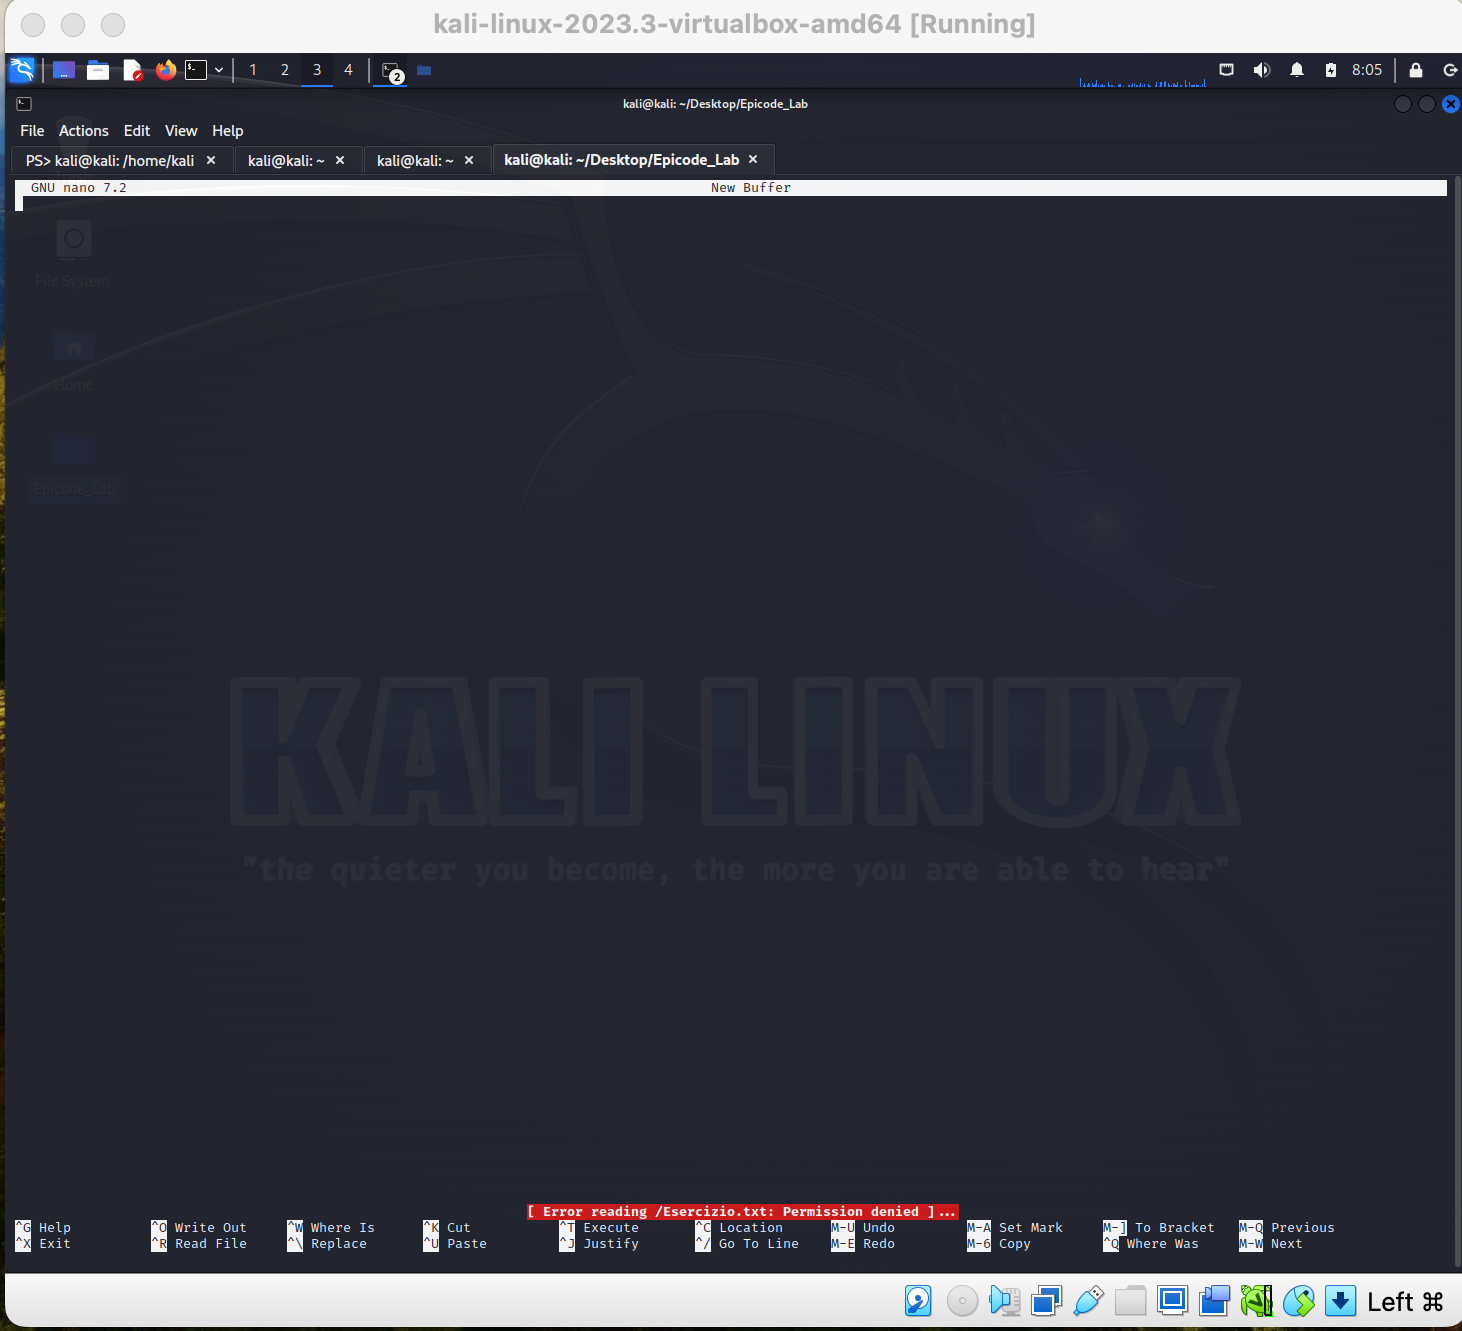 kali-linux-2023.3-virtualbox-amd64 [Running]
1 2 3 4 2 8:05
kali@kali: ~/Desktop/Epicode_Lab
File Actions Edit View Help
PS> kali@kali: /home/kali × kali@kali: ~ × kali@kali: ~ × kali@kali: ~/Desktop/Epicode_Lab ×
GNU nano 7.2 New Buffer
File System
Home
Epicode_Lab
KALI LINUX
"the quieter you become, the more you are able to hear"
[ Error reading /Esercizio.txt: Permission denied ]...
^G Help ^O Write Out ^W Where Is ^K Cut ^T Execute ^C Location M-U Undo M-A Set Mark M-] To Bracket M-Q Previous
^X Exit ^R Read File ^\ Replace ^U Paste ^J Justify ^/ Go To Line M-E Redo M-6 Copy ^Q Where Was M-W Next
Left ⌘